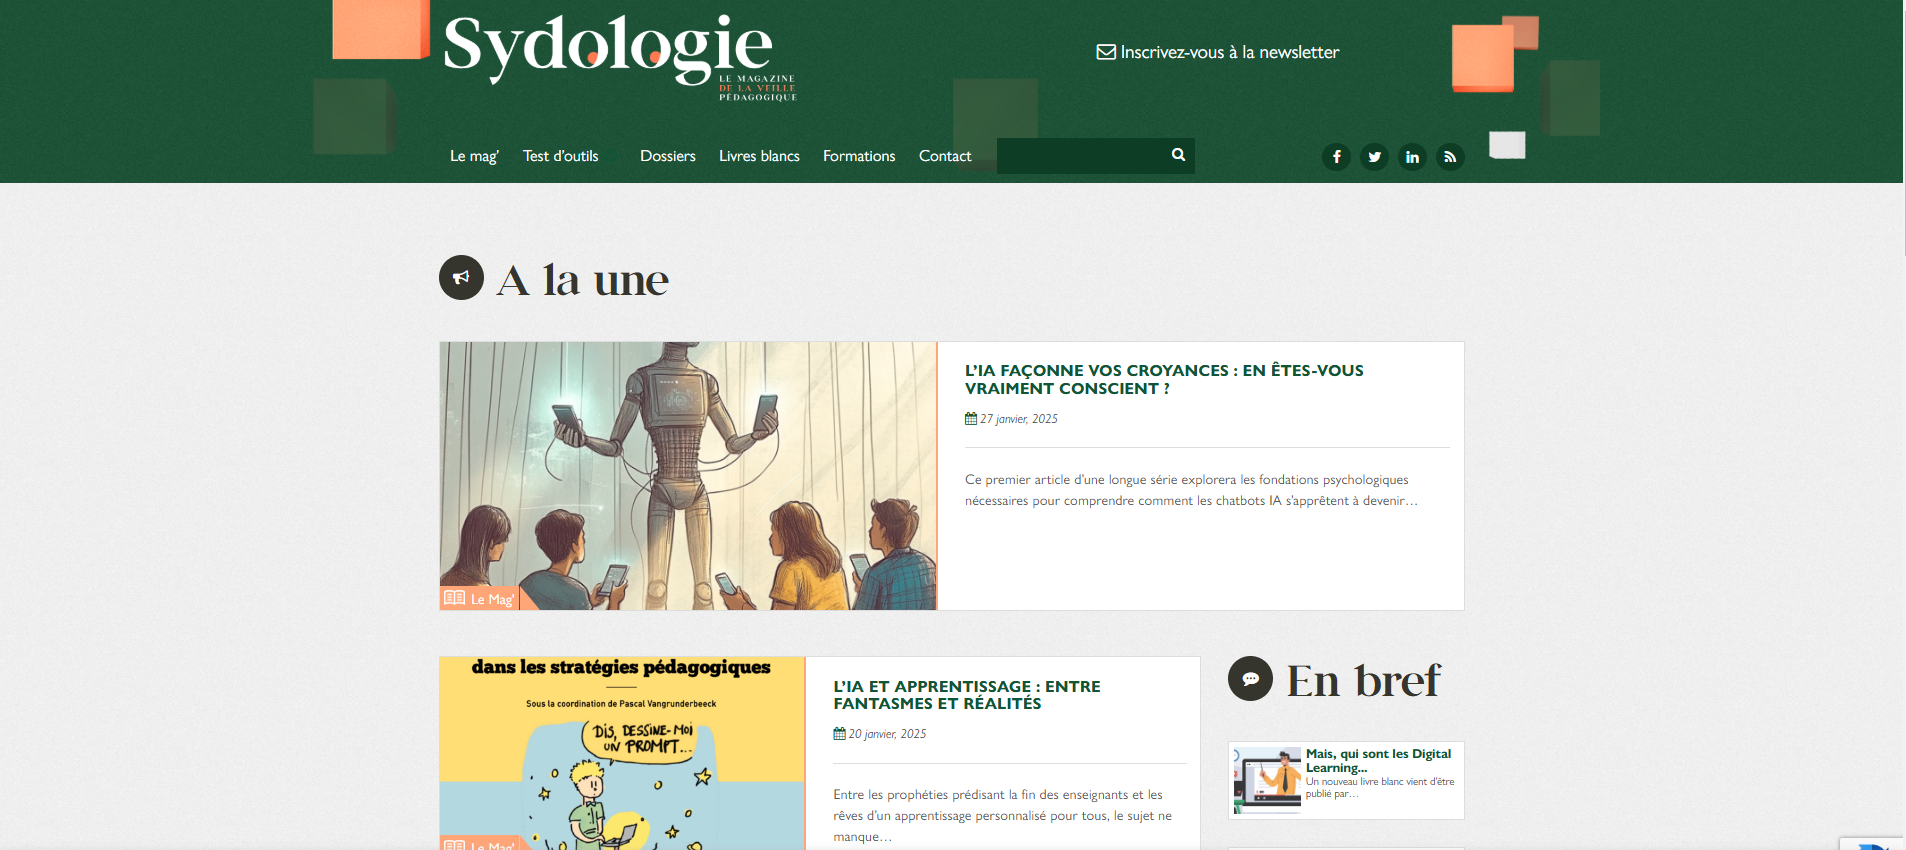 Sydologie
LE MAGAZINE
DE LA VEILLE
PÉDAGOGIQUE
Inscrivez-vous à la newsletter
Le mag’ Test d’outils Dossiers Livres blancs Formations Contact
A la une
L’IA FAÇONNE VOS CROYANCES : EN ÊTES-VOUS
VRAIMENT CONSCIENT ?
27 janvier, 2025
Ce premier article d’une longue série explorera les fondations psychologiques
nécessaires pour comprendre comment les chatbots IA s’apprêtent à devenir…
Le Mag’
dans les stratégies pédagogiques
Sous la coordination de Pascal Vangrunderbeeck
DIS, DESSINE-MOI
UN PROMPT...
Le Mag’
L’IA ET APPRENTISSAGE : ENTRE
FANTASMES ET RÉALITÉS
20 janvier, 2025
Entre les prophéties prédisant la fin des enseignants et les
rêves d’un apprentissage personnalisé pour tous, le sujet ne
manque…
En bref
Mais, qui sont les Digital
Learning...
Un nouveau livre blanc vient d’être
publié par…